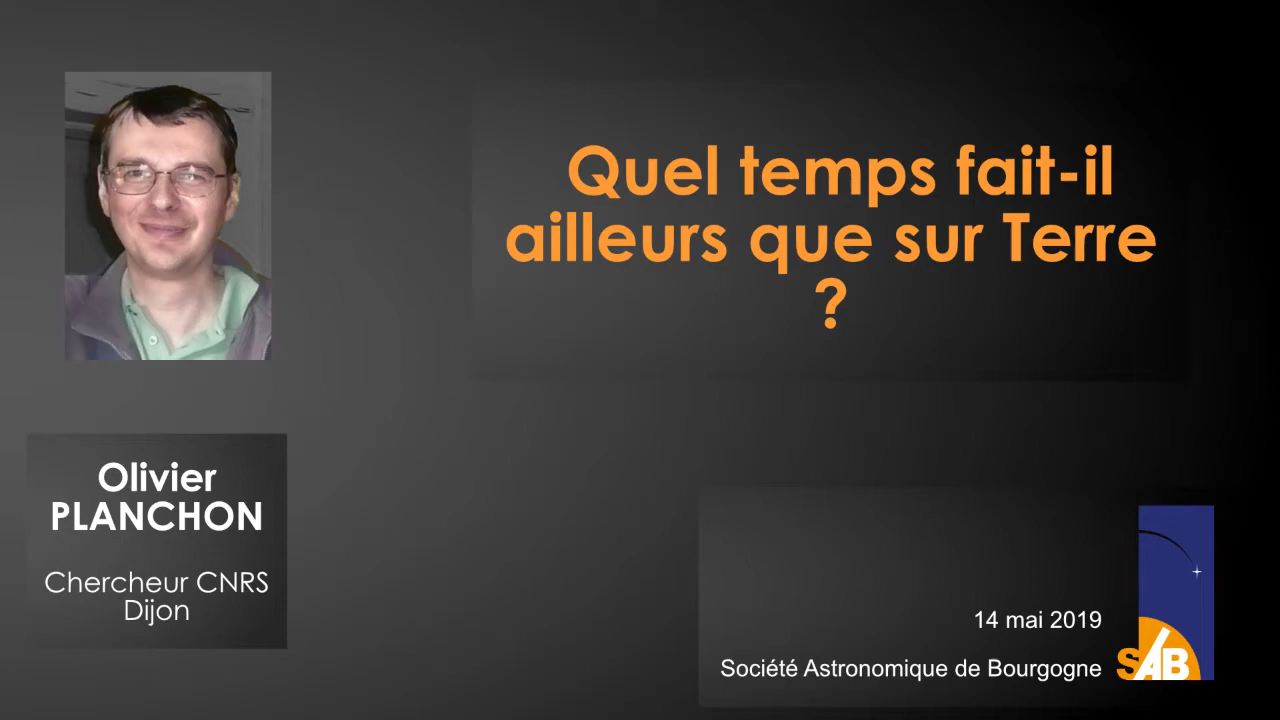 Quel temps fait-il
ailleurs que sur Terre
?
Olivier
PLANCHON
Chercheur CNRS
Dijon
14 mai 2019
Société Astronomique de Bourgogne
SAB